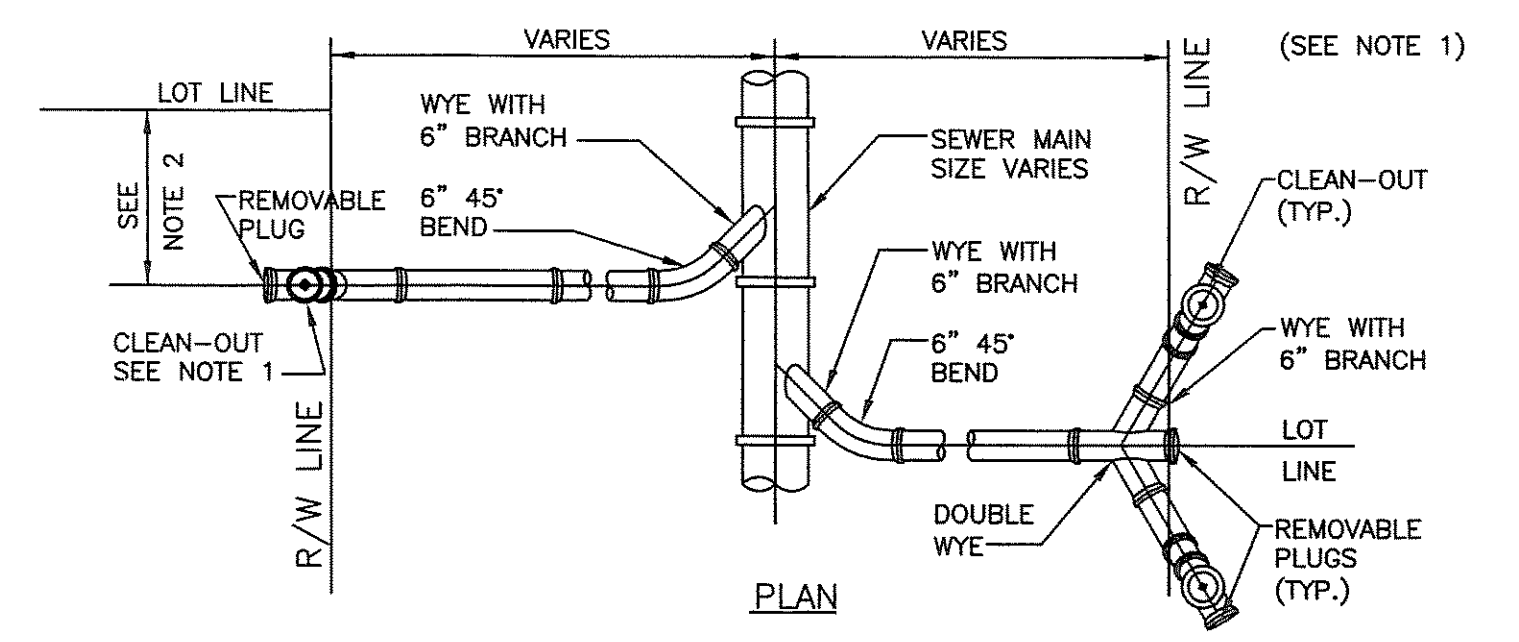 VARIES
VARIES
(SEE NOTE 1)
R/W LINE
LOT LINE
WYE WITH
6" BRANCH
SEWER MAIN
SIZE VARIES
SEE
NOTE 2
REMOVABLE
PLUG
6" 45°
BEND
CLEAN-OUT
(TYP.)
WYE WITH
6" BRANCH
CLEAN-OUT
SEE NOTE 1
6" 45°
BEND
WYE WITH
6" BRANCH
R/W LINE
LOT
LINE
DOUBLE
WYE
REMOVABLE
PLUGS
(TYP.)
PLAN